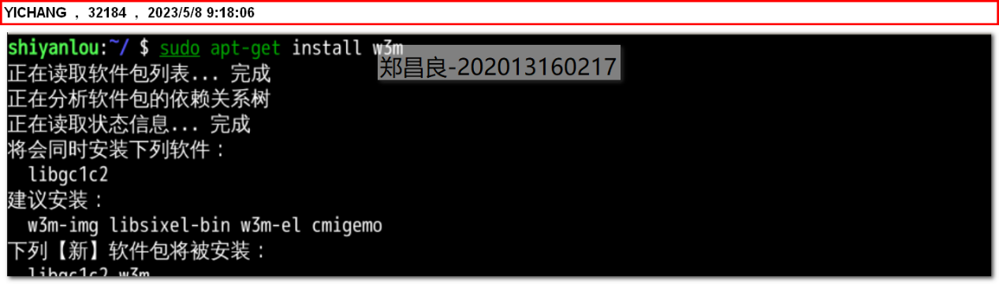 YICHANG , 32184 , 2023/5/8 9:18:06
shiyanlou:~/ $ sudo apt-get install w3m
郑昌良-202013160217
正在读取软件包列表... 完成
正在分析软件包的依赖关系树
正在读取状态信息... 完成
将会同时安装下列软件：
libgc1c2
建议安装：
w3m-img libsixel-bin w3m-el cmigemo
下列【新】软件包将被安装：
libgc1c2 w3m